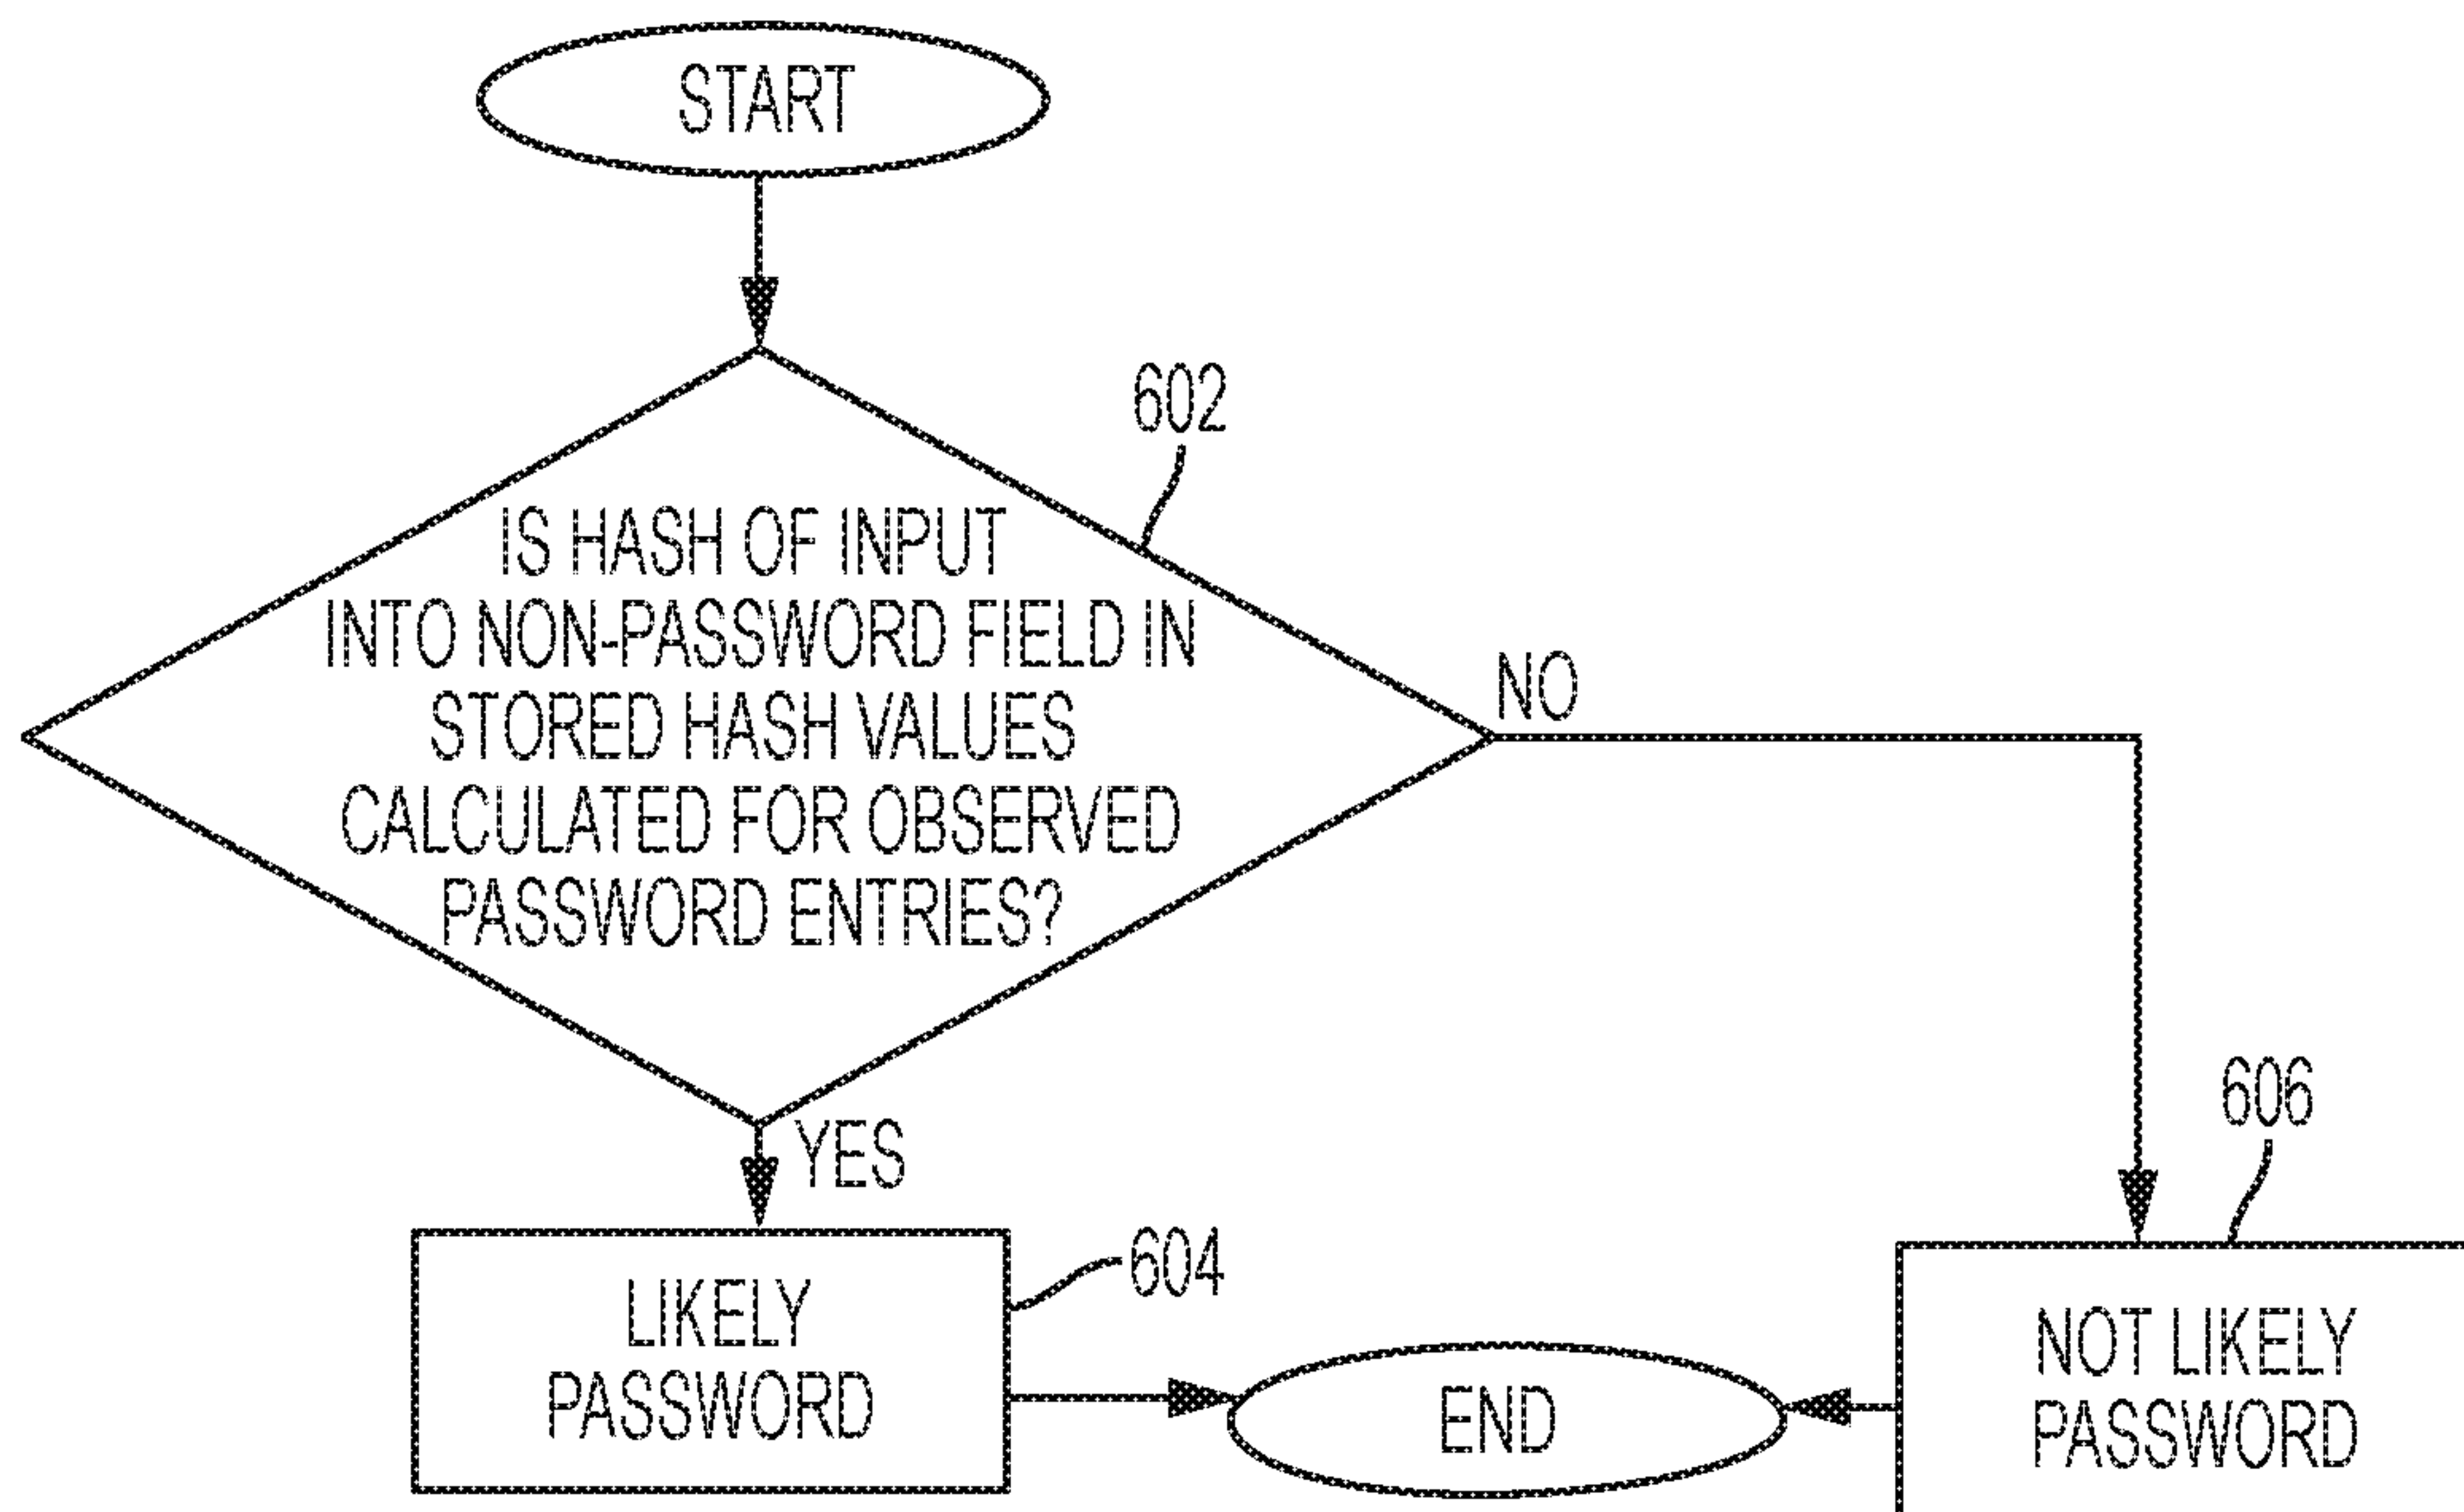 START
602
IS HASH OF INPUT
INTO NON-PASSWORD FIELD IN
STORED HASH VALUES
CALCULATED FOR OBSERVED
PASSWORD ENTRIES?
NO
YES
606
604
LIKELY
PASSWORD
END
NOT LIKELY
PASSWORD